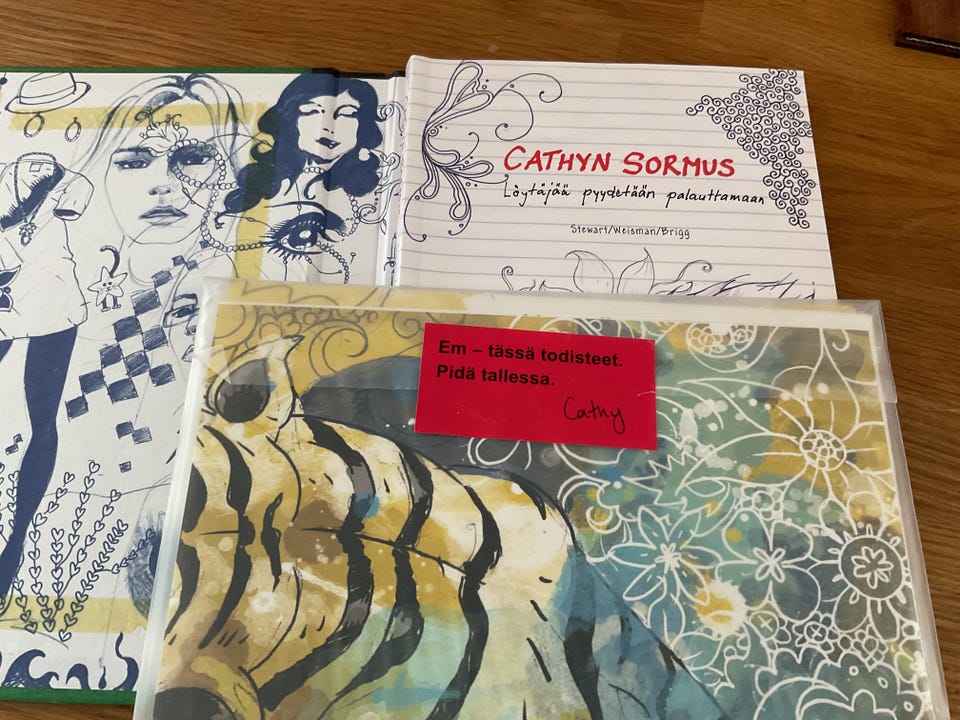 CATHYN SORMUS
Löytäjää pyydetään palauttamaan
Stewart/Weisman/Brigg
Em – tässä todisteet.
Pidä tallessa.
Cathy